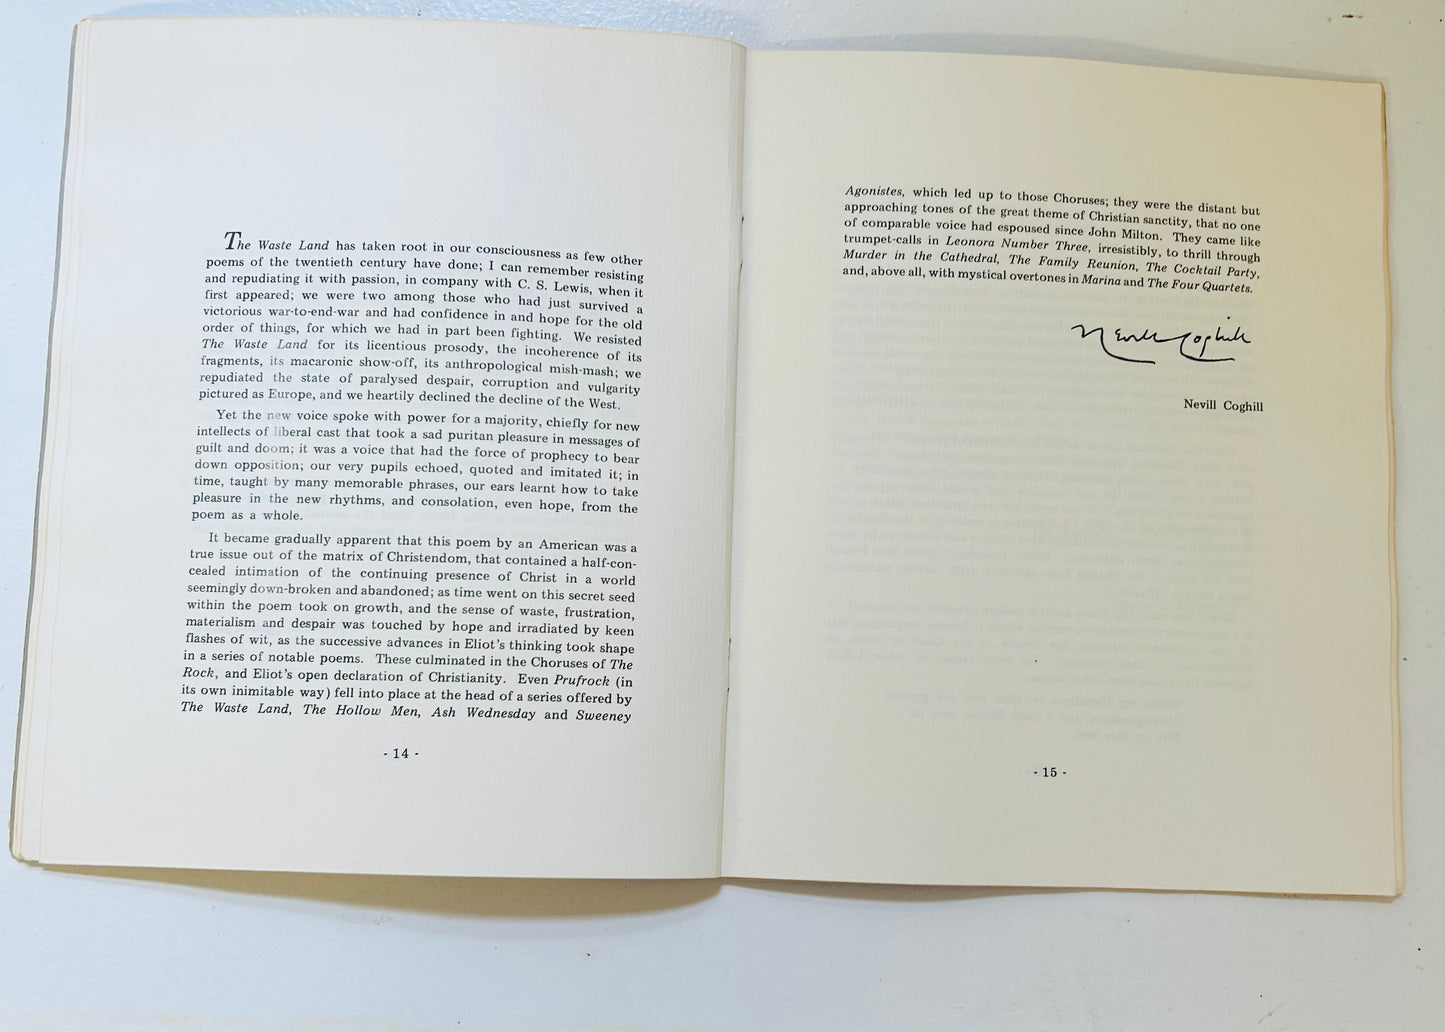 The Waste Land has taken root in our consciousness as few other
poems of the twentieth century have done; I can remember resisting
and repudiating it with passion, in company with C. S. Lewis, when it
first appeared; we were two among those who had just survived a
victorious war-to-end-war and had confidence in and hope for the old
order of things, for which we had in part been fighting. We resisted
The Waste Land for its licentious prosody, the incoherence of its
fragments, its macaronic show-off, its anthropological mish-mash; we
repudiated the state of paralysed despair, corruption and vulgarity
pictured as Europe, and we heartily declined the decline of the West.
Yet the new voice spoke with power for a majority, chiefly for new
intellects of liberal cast that took a sad puritan pleasure in messages of
guilt and doom; it was a voice that had the force of prophecy to bear
down opposition; our very pupils echoed, quoted and imitated it; in
time, taught by many memorable phrases, our ears learnt how to take
pleasure in the new rhythms, and consolation, even hope, from the
poem as a whole.
It became gradually apparent that this poem by an American was a
true issue out of the matrix of Christendom, that contained a half-con-
cealed intimation of the continuing presence of Christ in a world
seemingly down-broken and abandoned; as time went on this secret seed
within the poem took on growth, and the sense of waste, frustration,
materialism and despair was touched by hope and irradiated by keen
flashes of wit, as the successive advances in Eliot's thinking took shape
in a series of notable poems. These culminated in the Choruses of The
Rock, and Eliot's open declaration of Christianity. Even Prufrock (in
its own inimitable way) fell into place at the head of a series offered by
The Waste Land, The Hollow Men, Ash Wednesday and Sweeney
- 14 -
Agonistes, which led up to those Choruses; they were the distant but
approaching tones of the great theme of Christian sanctity, that no one
of comparable voice had espoused since John Milton. They came like
trumpet-calls in Leonora Number Three, irresistibly, to thrill through
Murder in the Cathedral, The Family Reunion, The Cocktail Party,
and, above all, with mystical overtones in Marina and The Four Quartets.
Nevill Coghill
Nevill Coghill
- 15 -